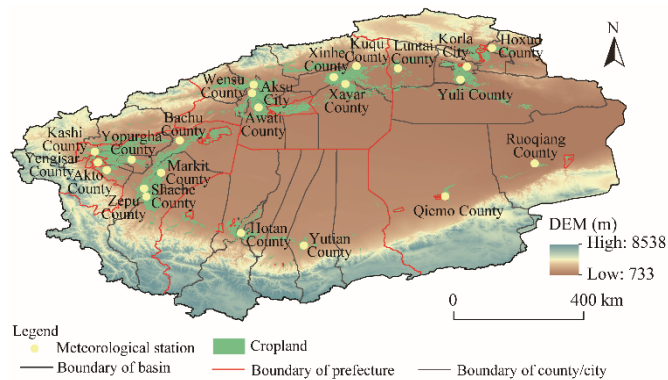 Hoxud
County
N
Korla
City
Kuqu
County
Luntai
County
Xinhe
County
Wensu
County
Aksu
City
Xayar
County
Yuli County
Awati
County
Bachu
County
Kashi
County
Yopurgha
County
Yengisar
County
Akto
County
Markit
County
Ruoqiang
County
Zepu
County
Shache
County
Qiemo County
Hotan
County
Yutian
County
DEM (m)
High: 8538
Low: 733
0 400 km
Legend
Meteorological station Cropland
Boundary of basin Boundary of prefecture Boundary of county/city